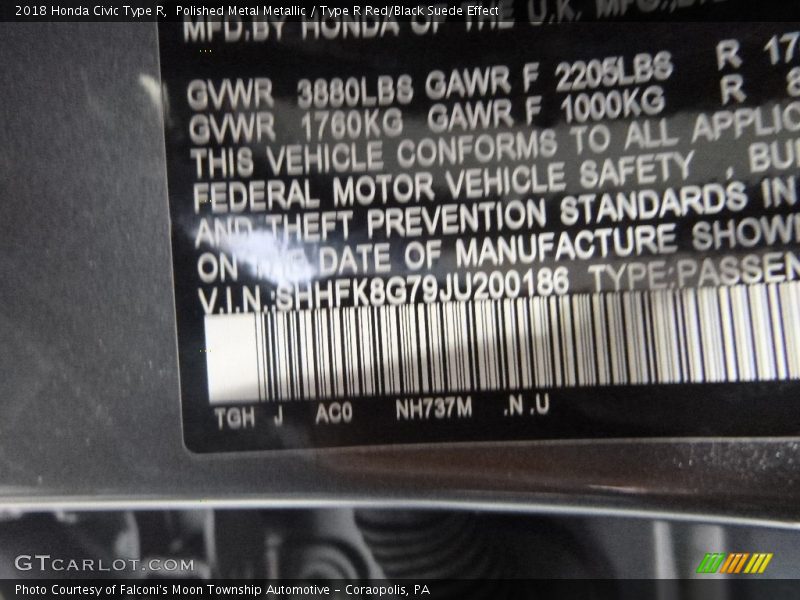 2018 Honda Civic Type R, Polished Metal Metallic / Type R Red/Black Suede Effect
MFD.BY HONDA OF THE U.K. MFG.,
GVWR 3880LBS GAWR F 2205LBS R 17
GVWR 1760KG GAWR F 1000KG R 8
THIS VEHICLE CONFORMS TO ALL APPLIC
FEDERAL MOTOR VEHICLE SAFETY , BU
AND THEFT PREVENTION STANDARDS IN
ON THE DATE OF MANUFACTURE SHOW
V.I.N.:SHHFK8G79JU200186 TYPE:PASSEN
TGH J AC0 NH737M .N .U
GTCARLOT.COM
Photo Courtesy of Falconi's Moon Township Automotive - Coraopolis, PA